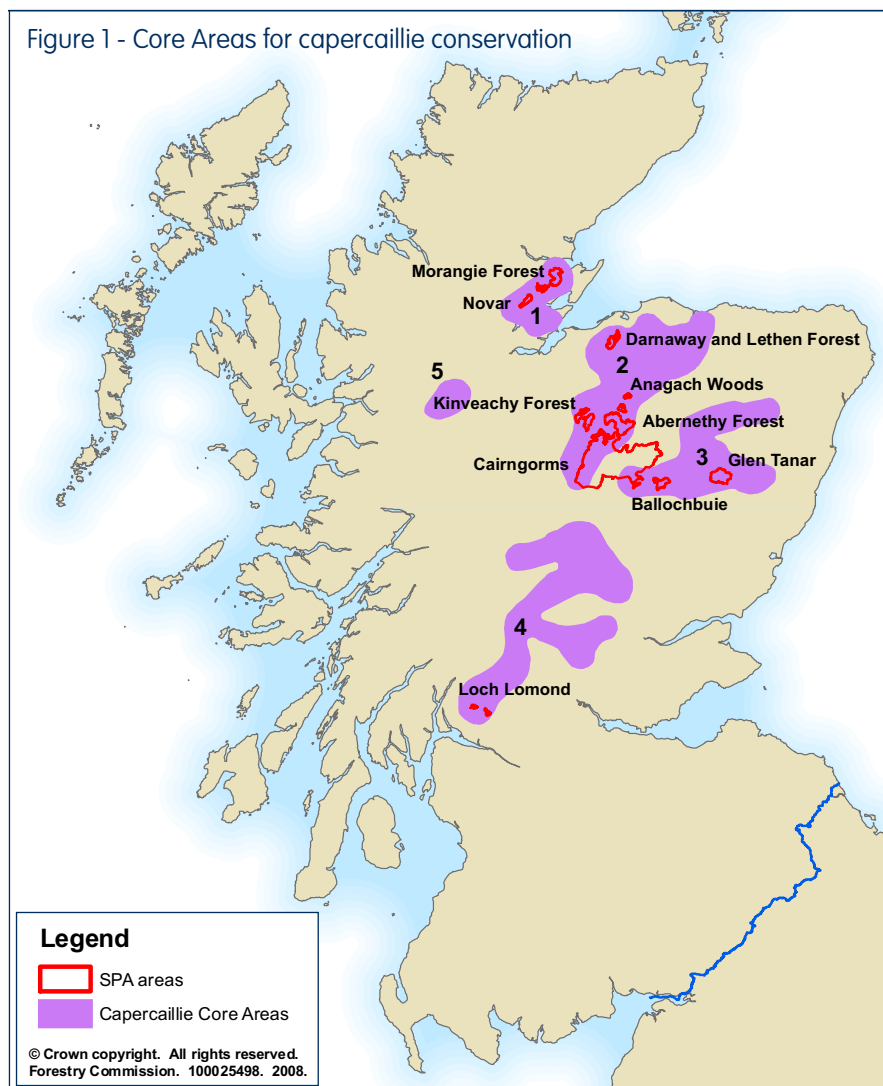 Figure 1 - Core Areas for capercaillie conservation
Morangie Forest
Novar
1
Darnaway and Lethen Forest
2
5
Anagach Woods
Kinveachy Forest
Abernethy Forest
Cairngorms
3
Glen Tanar
Ballochbuie
4
Loch Lomond
Legend
SPA areas
Capercaillie Core Areas
© Crown copyright. All rights reserved.
Forestry Commission. 100025498. 2008.